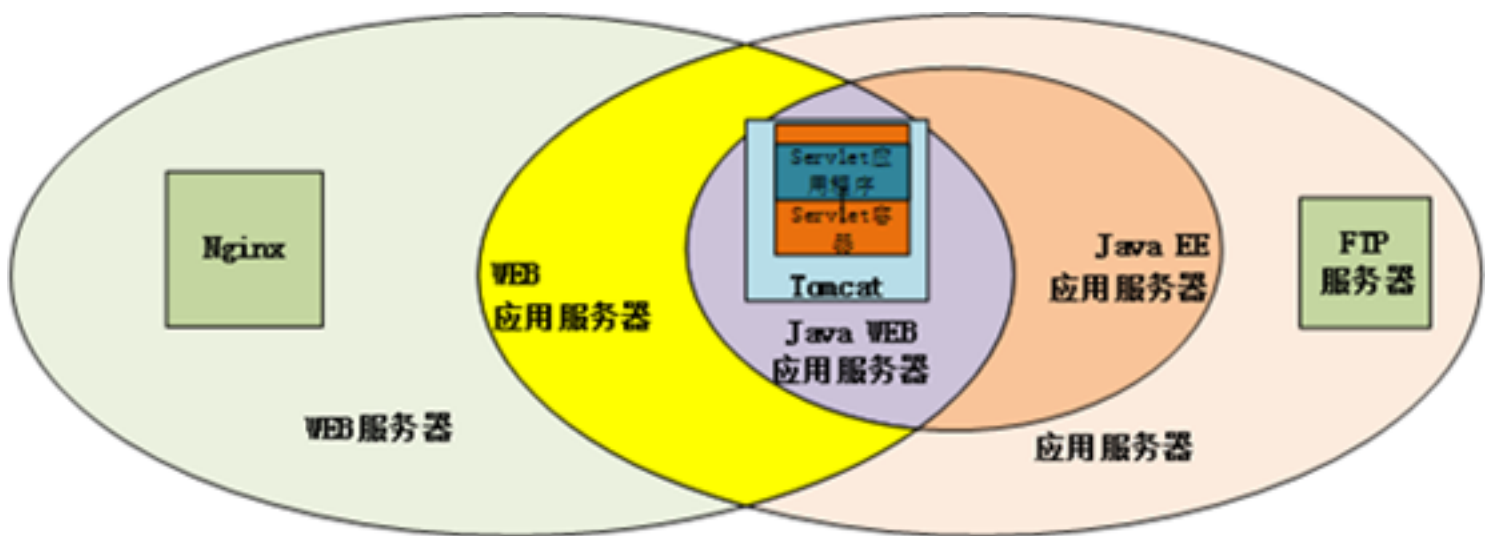 Nginx
WEB服务器
WEB
应用服务器
Servlet应
用程序
Servlet容
器
Tomcat
Java WEB
应用服务器
Java EE
应用服务器
应用服务器
FTP
服务器